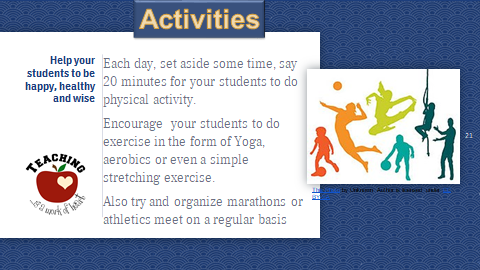 Activities
Help your
students to be
happy, healthy
and wise
Each day, set aside some time, say
20 minutes for your students to do
physical activity.
Encourage your students to do
exercise in the form of Yoga,
aerobics or even a simple
stretching exercise.
Also try and organize marathons or
athletics meet on a regular basis
TEACHING
is a work of heart
21
by Unknown Author is licensed under